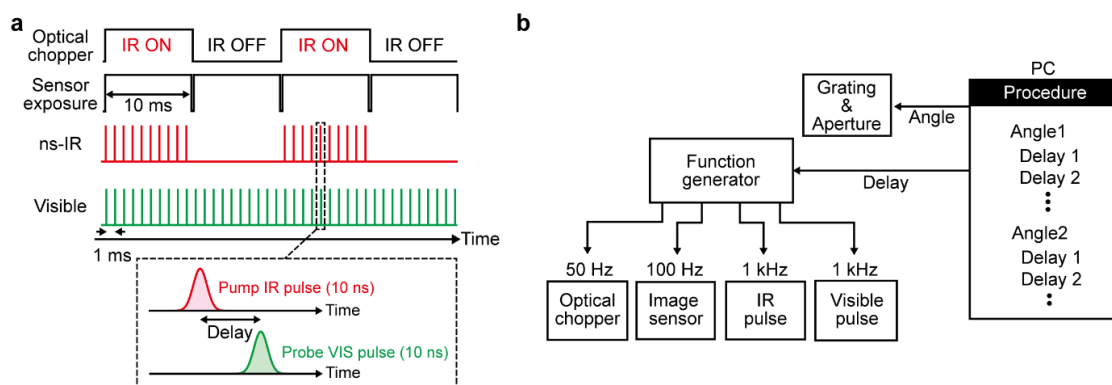 a
Optical
chopper
IR ON
IR OFF
IR ON
IR OFF
Sensor
exposure
10 ms
ns-IR
Visible
Time
1 ms
Pump IR pulse (10 ns)
Time
Delay
Probe VIS pulse (10 ns)
Time
b
PC
Procedure
Grating
&
Aperture
Angle
Angle1
Delay 1
Delay 2
Function
generator
Delay
Angle2
Delay 1
Delay 2
50 Hz
100 Hz
1 kHz
1 kHz
Optical
chopper
Image
sensor
IR
pulse
Visible
pulse